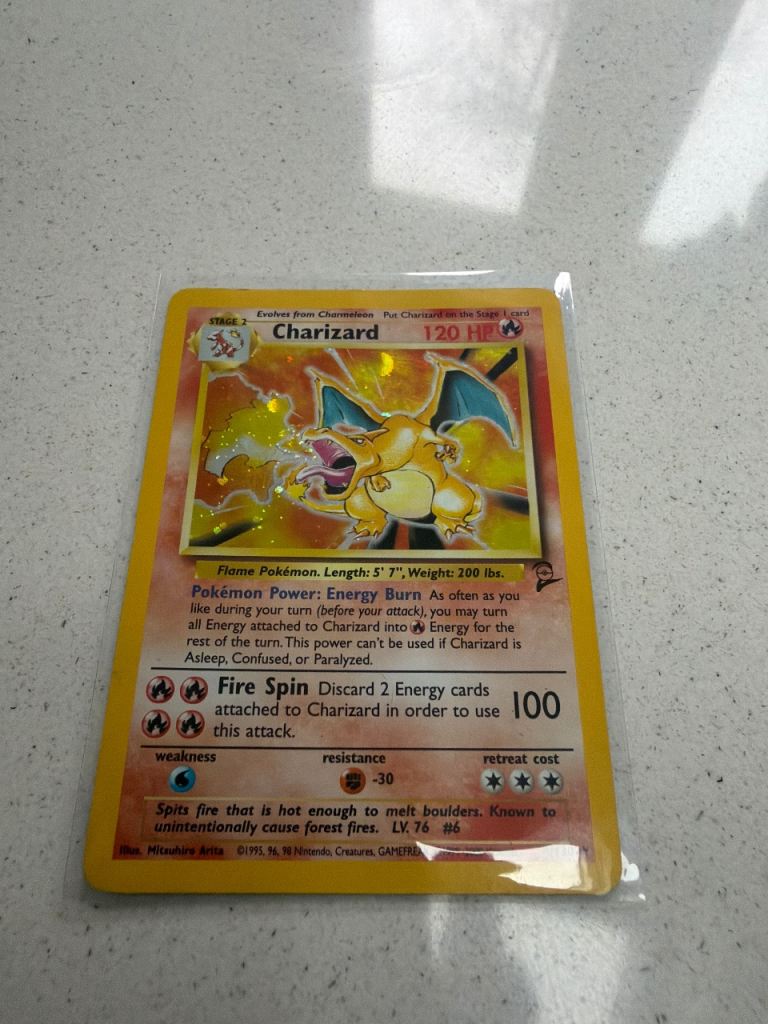 Evolves from Charmeleon Put Charizard on the Stage 1 card
STAGE 2
Charizard 120 HP
Flame Pokémon. Length: 5' 7", Weight: 200 lbs.
Pokémon Power: Energy Burn As often as you
like during your turn (before your attack), you may turn
all Energy attached to Charizard into Energy for the
rest of the turn. This power can't be used if Charizard is
Asleep, Confused, or Paralyzed.
Fire Spin Discard 2 Energy cards
attached to Charizard in order to use
this attack.
100
weakness resistance retreat cost
-30
Spits fire that is hot enough to melt boulders. Known to
unintentionally cause forest fires. LV. 76 #6
Illus. Mitsuhiro Arita ©1995, 96, 98 Nintendo, Creatures,